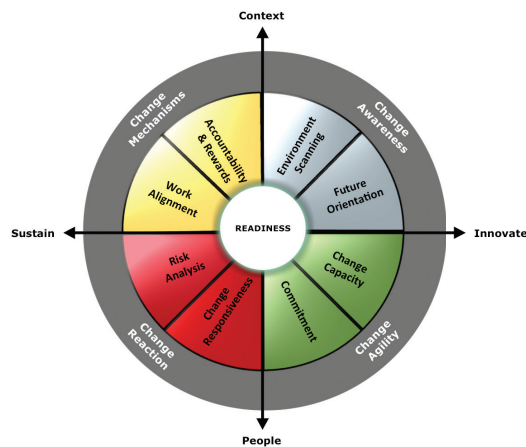 Context
Change
Mechanisms
Change
Awareness
Accountability
& Rewards
Environment
Scanning
Work
Alignment
Future
Orientation
Sustain
READINESS
Innovate
Risk
Analysis
Change
Capacity
Change
Responsiveness
Commitment
Change
Reaction
Change
Agility
People